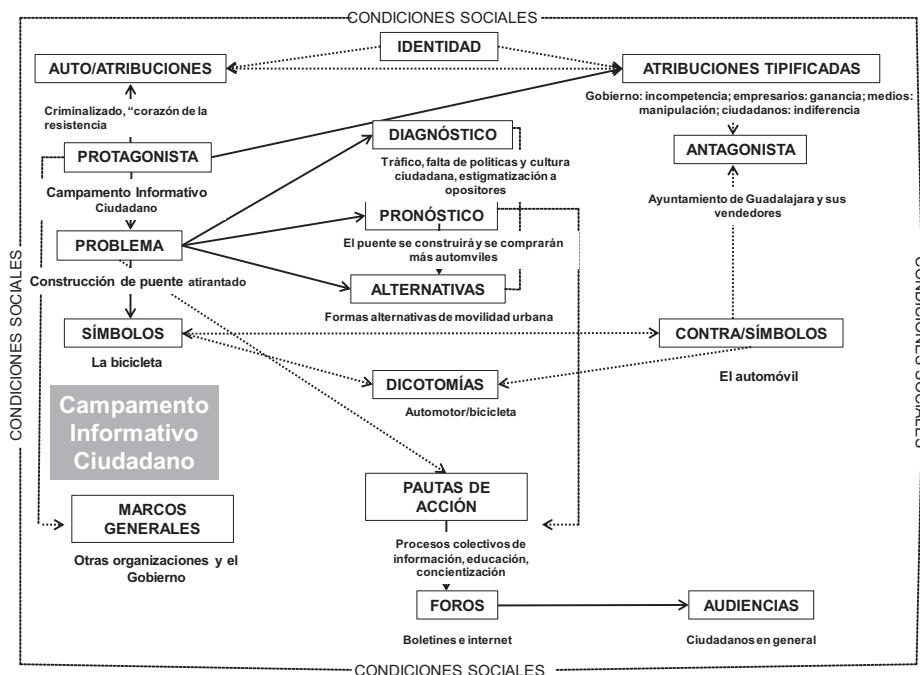 CONDICIONES SOCIALES
IDENTIDAD
AUTO/ATRIBUCIONES
ATRIBUCIONES TIPIFICADAS
Criminalizado, “corazón de la
resistencia
Gobierno: incompetencia; empresarios: ganancia; medios:
manipulación; ciudadanos: indiferencia
PROTAGONISTA
DIAGNÓSTICO
ANTAGONISTA
Campamento Informativo
Ciudadano
Tráfico, falta de políticas y cultura
ciudadana, estigmatización a
opositores
Ayuntamiento de Guadalajara y sus
vendedores
PROBLEMA
PRONÓSTICO
Construcción de puente atirantado
El puente se construirá y se comprarán
más automviles
ALTERNATIVAS
Formas alternativas de movilidad urbana
SÍMBOLOS
CONTRA/SÍMBOLOS
La bicicleta
El automóvil
DICOTOMÍAS
Automotor/bicicleta
CONDICIONES SOCIALES
CONDICIONES SOCIALES
Campamento
Informativo
Ciudadano
MARCOS
GENERALES
Otras organizaciones y el
Gobierno
PAUTAS DE
ACCIÓN
Procesos colectivos de
información, educación,
concientización
FOROS
AUDIENCIAS
Boletines e internet
Ciudadanos en general
CONDICIONES SOCIALES